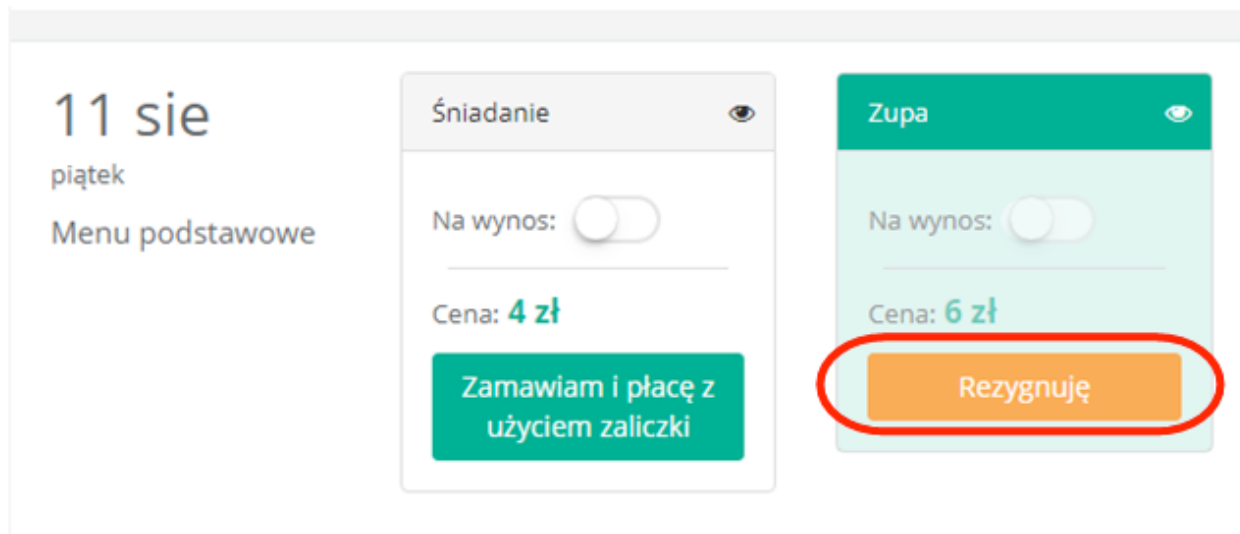 11 sie
piątek
Menu podstawowe
Śniadanie
Na wynos:
Cena: 4 zł
Zamawiam i płacę z
użyciem zaliczki
Zupa
Na wynos:
Cena: 6 zł
Rezygnuję